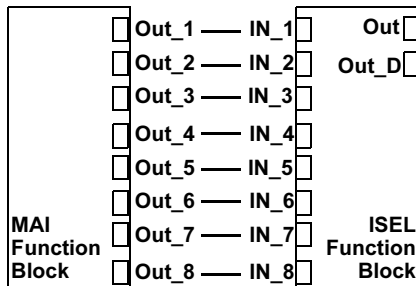 Out_1 IN_1 Out
Out_2 IN_2 Out_D
Out_3 IN_3
Out_4 IN_4
Out_5 IN_5
Out_6 IN_6
Out_7 IN_7
Out_8 IN_8
MAI
Function
Block
ISEL
Function
Block